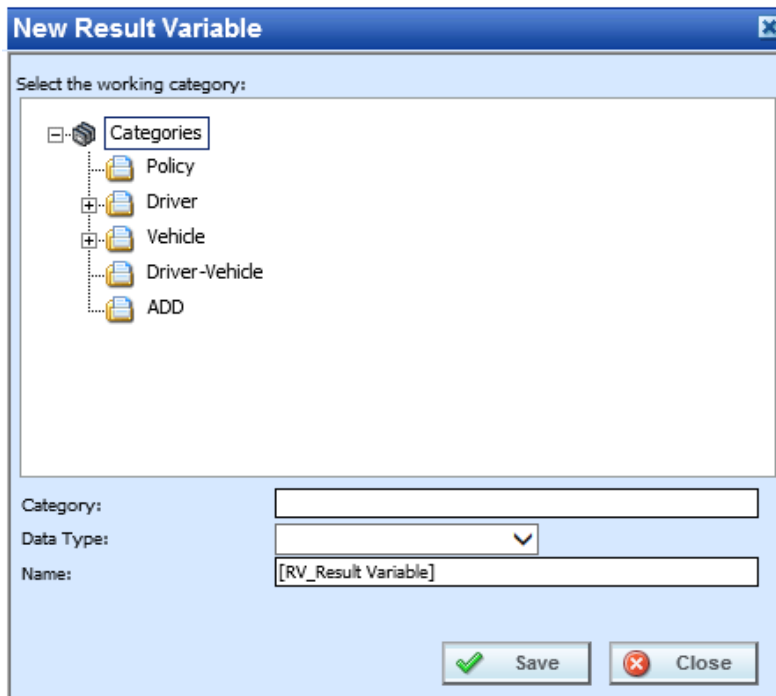 New Result Variable
Select the working category:
Categories
Policy
Driver
Vehicle
Driver-Vehicle
ADD
Category:
Data Type:
Name: [RV_Result Variable]
Save Close